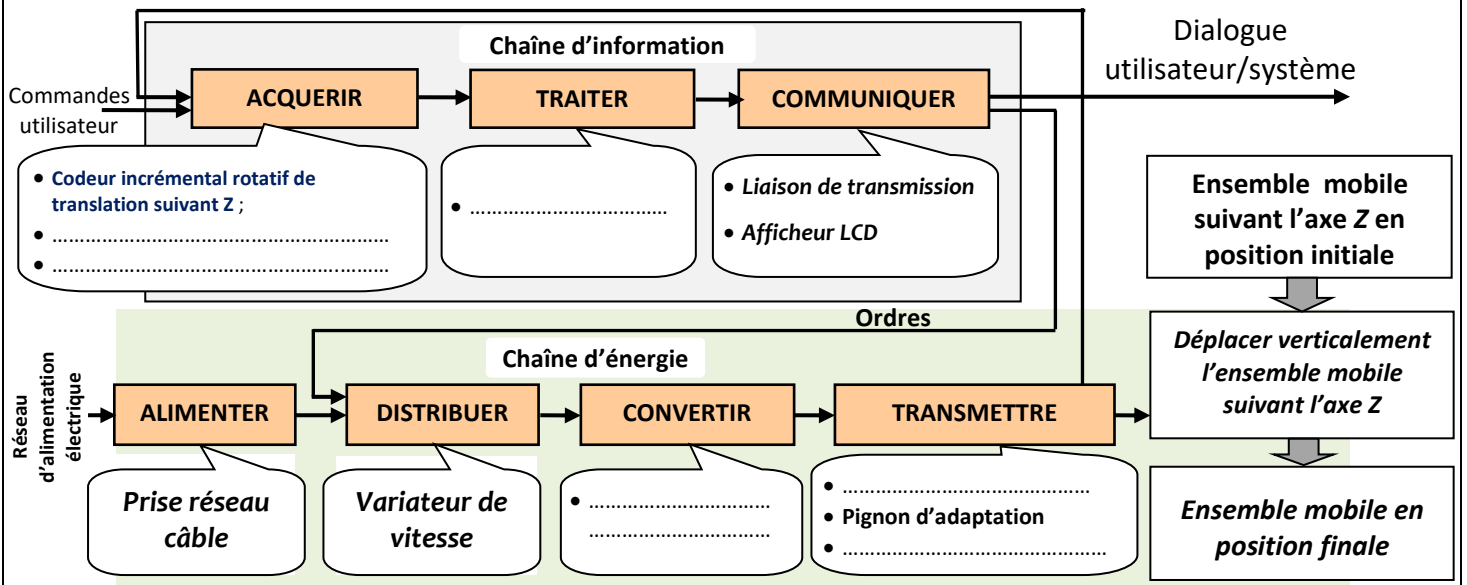 Chaîne d’information
Dialogue
utilisateur/système
Commandes
utilisateur
ACQUERIR
TRAITER
COMMUNIQUER
• Codeur incrémental rotatif de
translation suivant Z ;
• ……………………………………………………
• ……………………………………………………
• ………………………………
• Liaison de transmission
• Afficheur LCD
Ensemble mobile
suivant l’axe Z en
position initiale
Ordres
Chaîne d’énergie
Réseau
d’alimentation
électrique
ALIMENTER
DISTRIBUER
CONVERTIR
TRANSMETTRE
Déplacer verticalement
l’ensemble mobile
suivant l’axe Z
Prise réseau
câble
Variateur de
vitesse
• ……………………………
……………………………
• ………………………………………
• Pignon d’adaptation
• …………………………………………
Ensemble mobile en
position finale